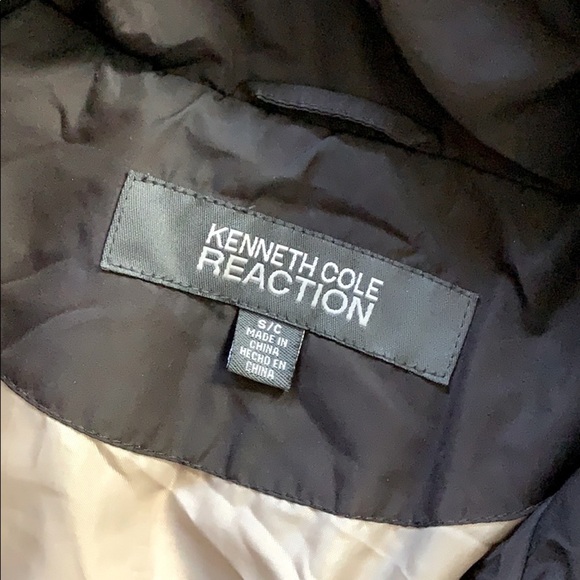 KENNETH COLE
REACTION
S/C
MADE IN
CHINA
HECHO EN
CHINA